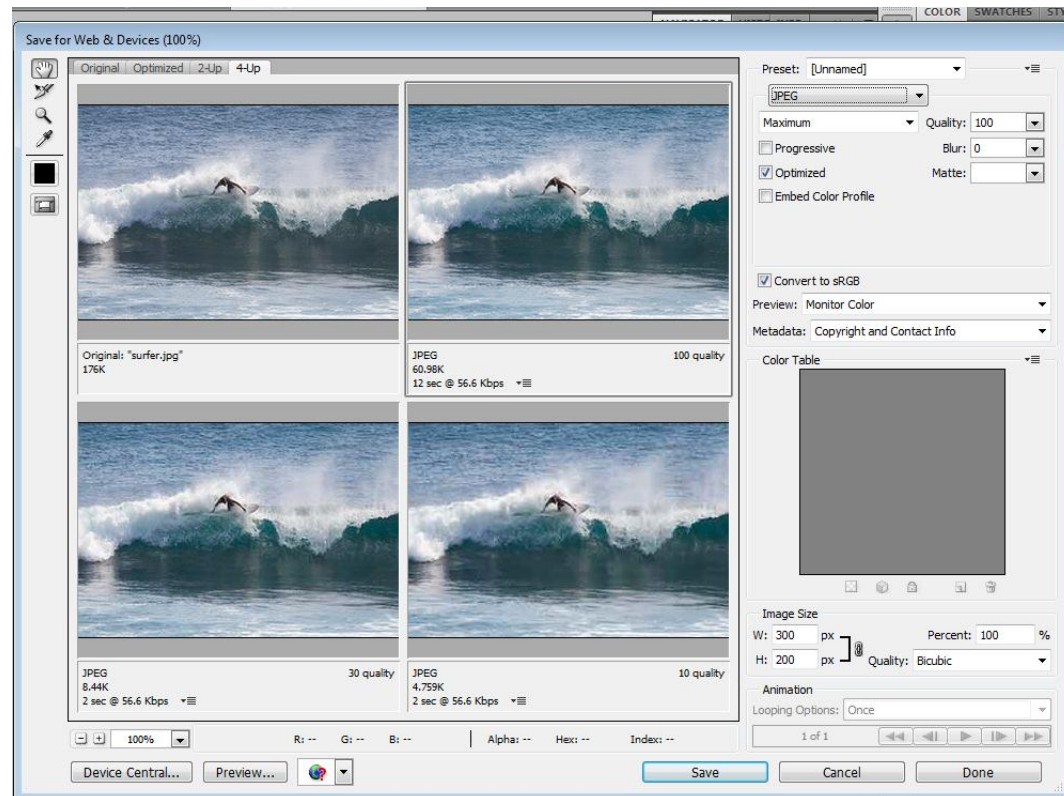 COLOR SWATCHES
Save for Web & Devices (100%)
Original Optimized 2-Up 4-Up
Original: "surfer.jpg"
176K
JPEG 100 quality
60.98K
12 sec @ 56.6 Kbps
JPEG 30 quality
8.44K
2 sec @ 56.6 Kbps
JPEG 10 quality
4.759K
2 sec @ 56.6 Kbps
100% R: -- G: -- B: -- Alpha: -- Hex: -- Index: --
Device Central... Preview... Save Cancel Done
Preset: [Unnamed]
JPEG
Maximum Quality: 100
Progressive Blur: 0
Optimized Matte:
Embed Color Profile
Convert to sRGB
Preview: Monitor Color
Metadata: Copyright and Contact Info
Color Table
Image Size
W: 300 px Percent: 100 %
H: 200 px Quality: Bicubic
Animation
Looping Options: Once
1 of 1